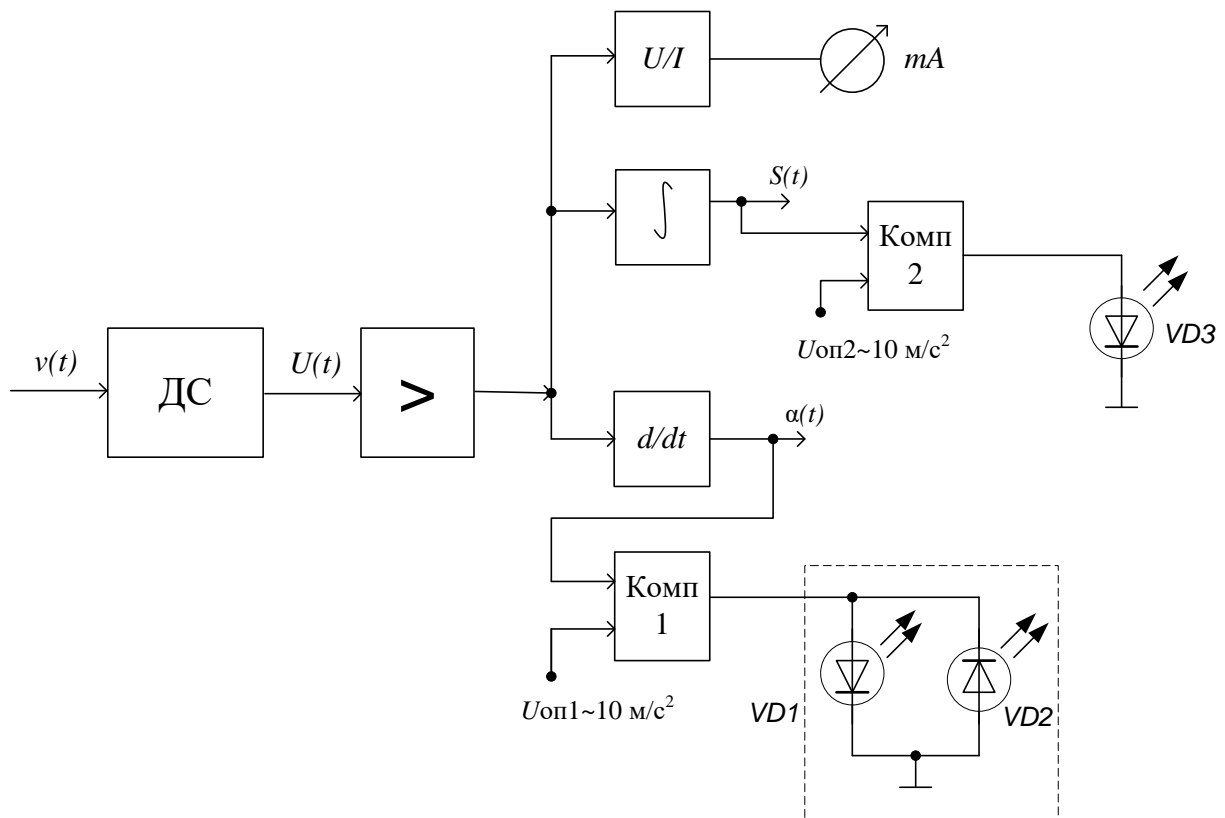 U/I
mA
∫
S(t)
Комп
2
Uоп2~10 м/с²
VD3
v(t)
ДС
U(t)
>
d/dt
α(t)
Комп
1
Uоп1~10 м/с²
VD1
VD2